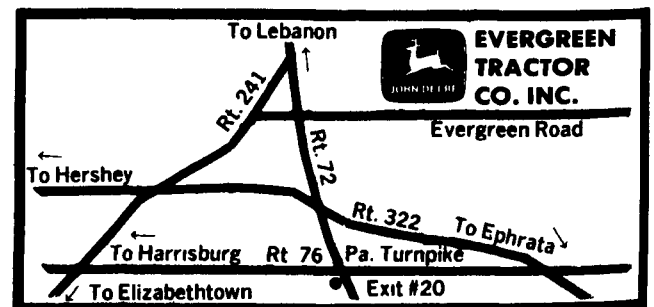 To Lebanon
EVERGREEN
TRACTOR
CO. INC.
JOHN DEERE
Rt. 241
Evergreen Road
Rt. 72
To Hershey
Rt. 322
To Ephrata
To Harrisburg Rt 76 Pa. Turnpike
To Elizabethtown
Exit #20